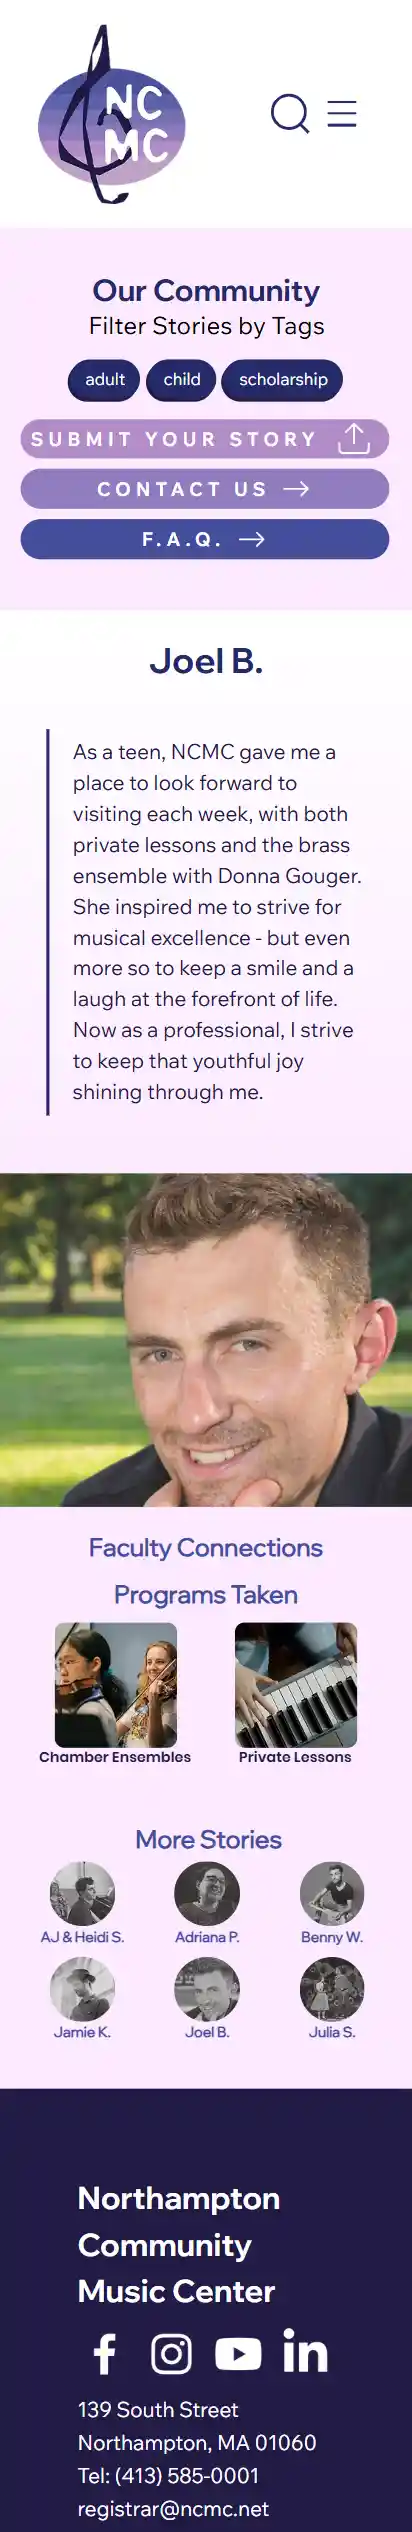 NC
MC
Our Community
Filter Stories by Tags
adult child scholarship
SUBMIT YOUR STORY
CONTACT US →
F.A.Q. →
Joel B.
As a teen, NCMC gave me a
place to look forward to
visiting each week, with both
private lessons and the brass
ensemble with Donna Gouger.
She inspired me to strive for
musical excellence - but even
more so to keep a smile and a
laugh at the forefront of life.
Now as a professional, I strive
to keep that youthful joy
shining through me.
Faculty Connections
Programs Taken
Chamber Ensembles Private Lessons
More Stories
AJ & Heidi S. Adriana P. Benny W.
Jamie K. Joel B. Julia S.
Northampton
Community
Music Center
139 South Street
Northampton, MA 01060
Tel: (413) 585-0001
registrar@ncmc.net